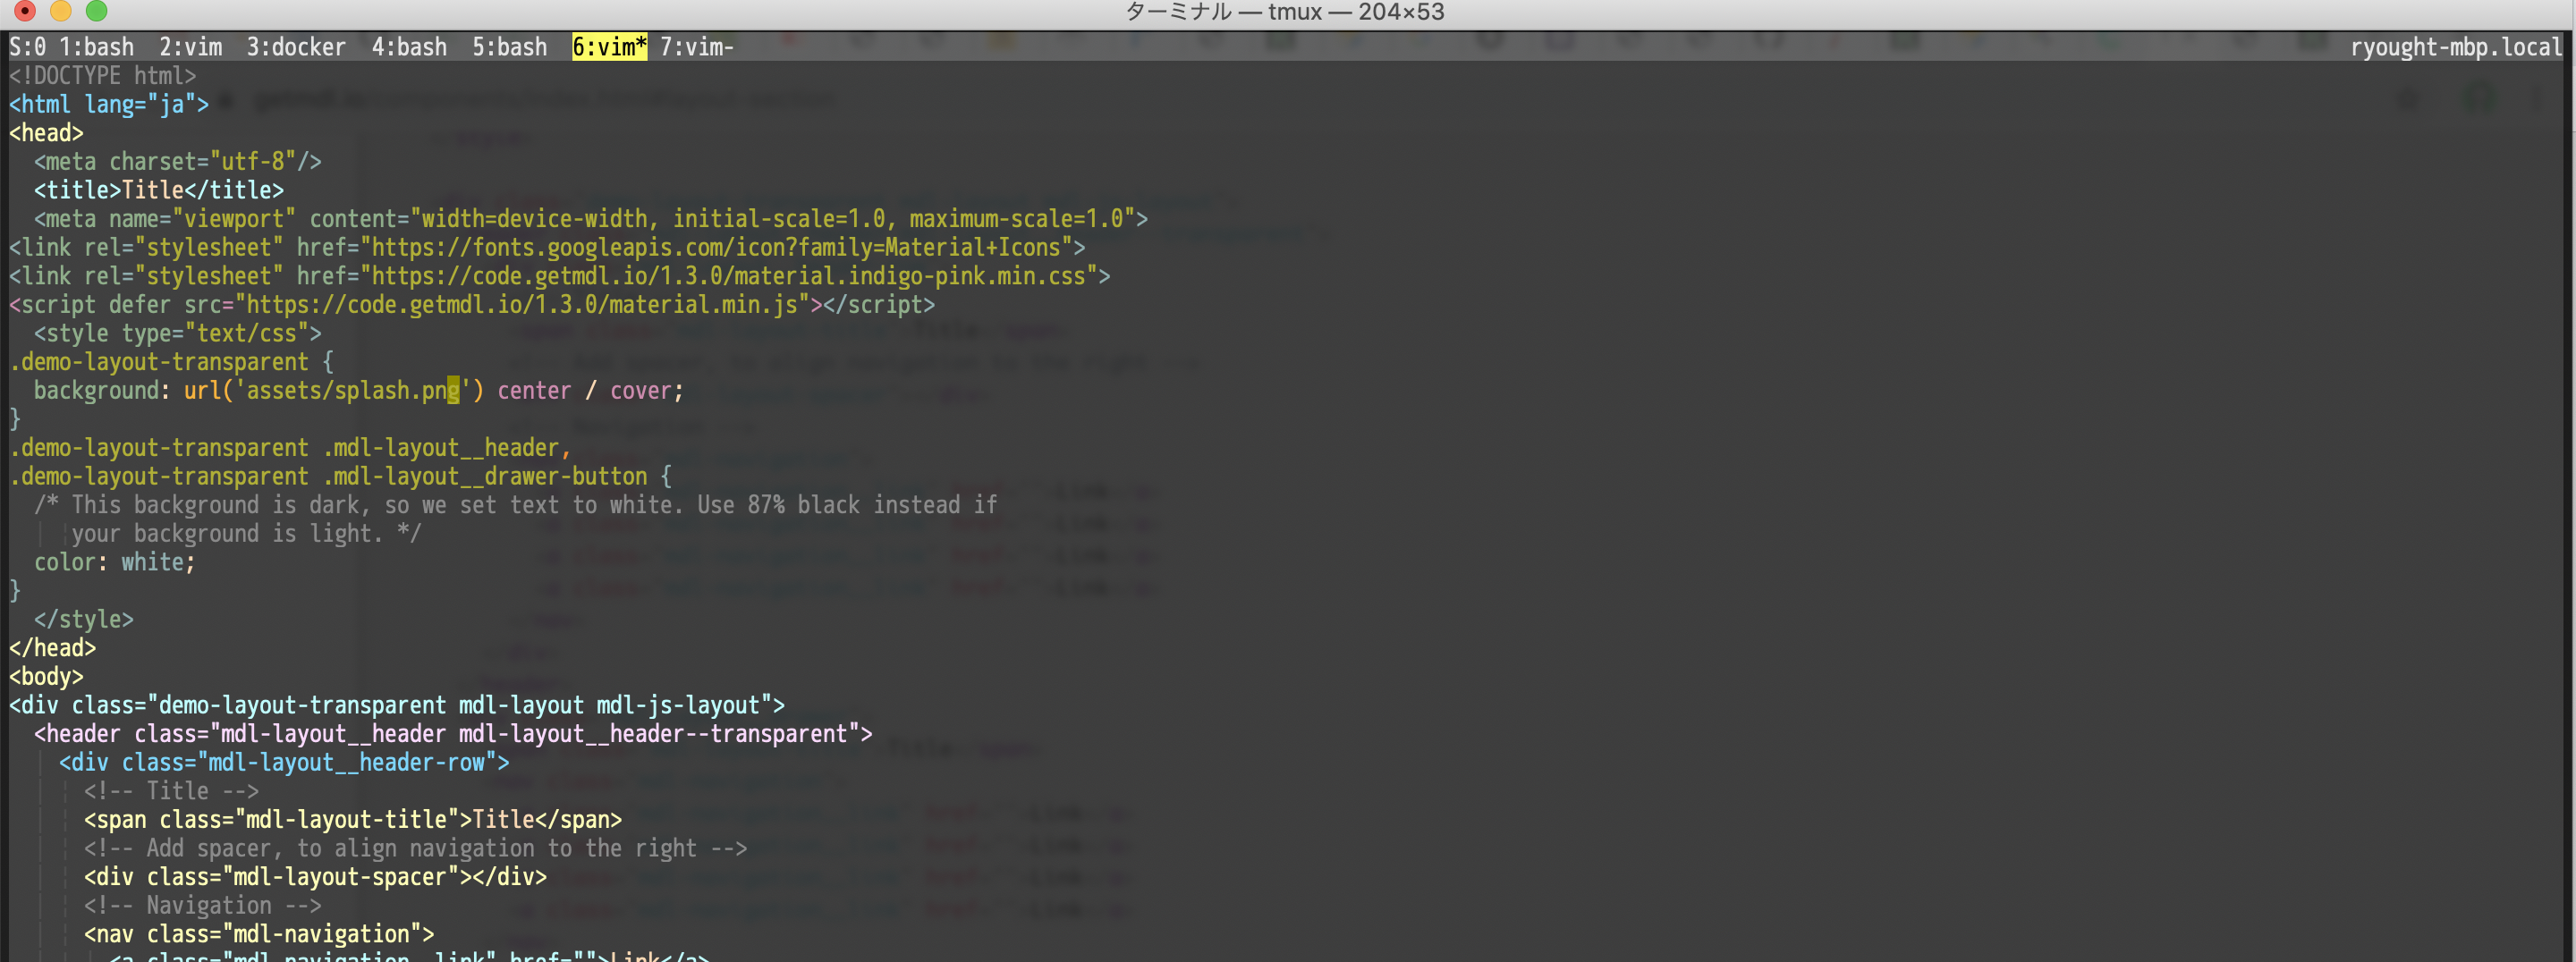 ターミナル — tmux — 204×53
S:0 1:bash  2:vim  3:docker  4:bash  5:bash  6:vim* 7:vim-  ryought-mbp.local
<!DOCTYPE html>
<html lang="ja">
<head>
  <meta charset="utf-8"/>
  <title>Title</title>
  <meta name="viewport" content="width=device-width, initial-scale=1.0, maximum-scale=1.0">
<link rel="stylesheet" href="https://fonts.googleapis.com/icon?family=Material+Icons">
<link rel="stylesheet" href="https://code.getmdl.io/1.3.0/material.indigo-pink.min.css">
<script defer src="https://code.getmdl.io/1.3.0/material.min.js"></script>
  <style type="text/css">
.demo-layout-transparent {
  background: url('assets/splash.png') center / cover;
}
.demo-layout-transparent .mdl-layout__header,
.demo-layout-transparent .mdl-layout__drawer-button {
  /* This background is dark, so we set text to white. Use 87% black instead if
     your background is light. */
  color: white;
}
  </style>
</head>
<body>
<div class="demo-layout-transparent mdl-layout mdl-js-layout">
  <header class="mdl-layout__header mdl-layout__header--transparent">
    <div class="mdl-layout__header-row">
      <!-- Title -->
      <span class="mdl-layout-title">Title</span>
      <!-- Add spacer, to align navigation to the right -->
      <div class="mdl-layout-spacer"></div>
      <!-- Navigation -->
      <nav class="mdl-navigation">
        <a class="mdl-navigation__link" href="">Link</a>